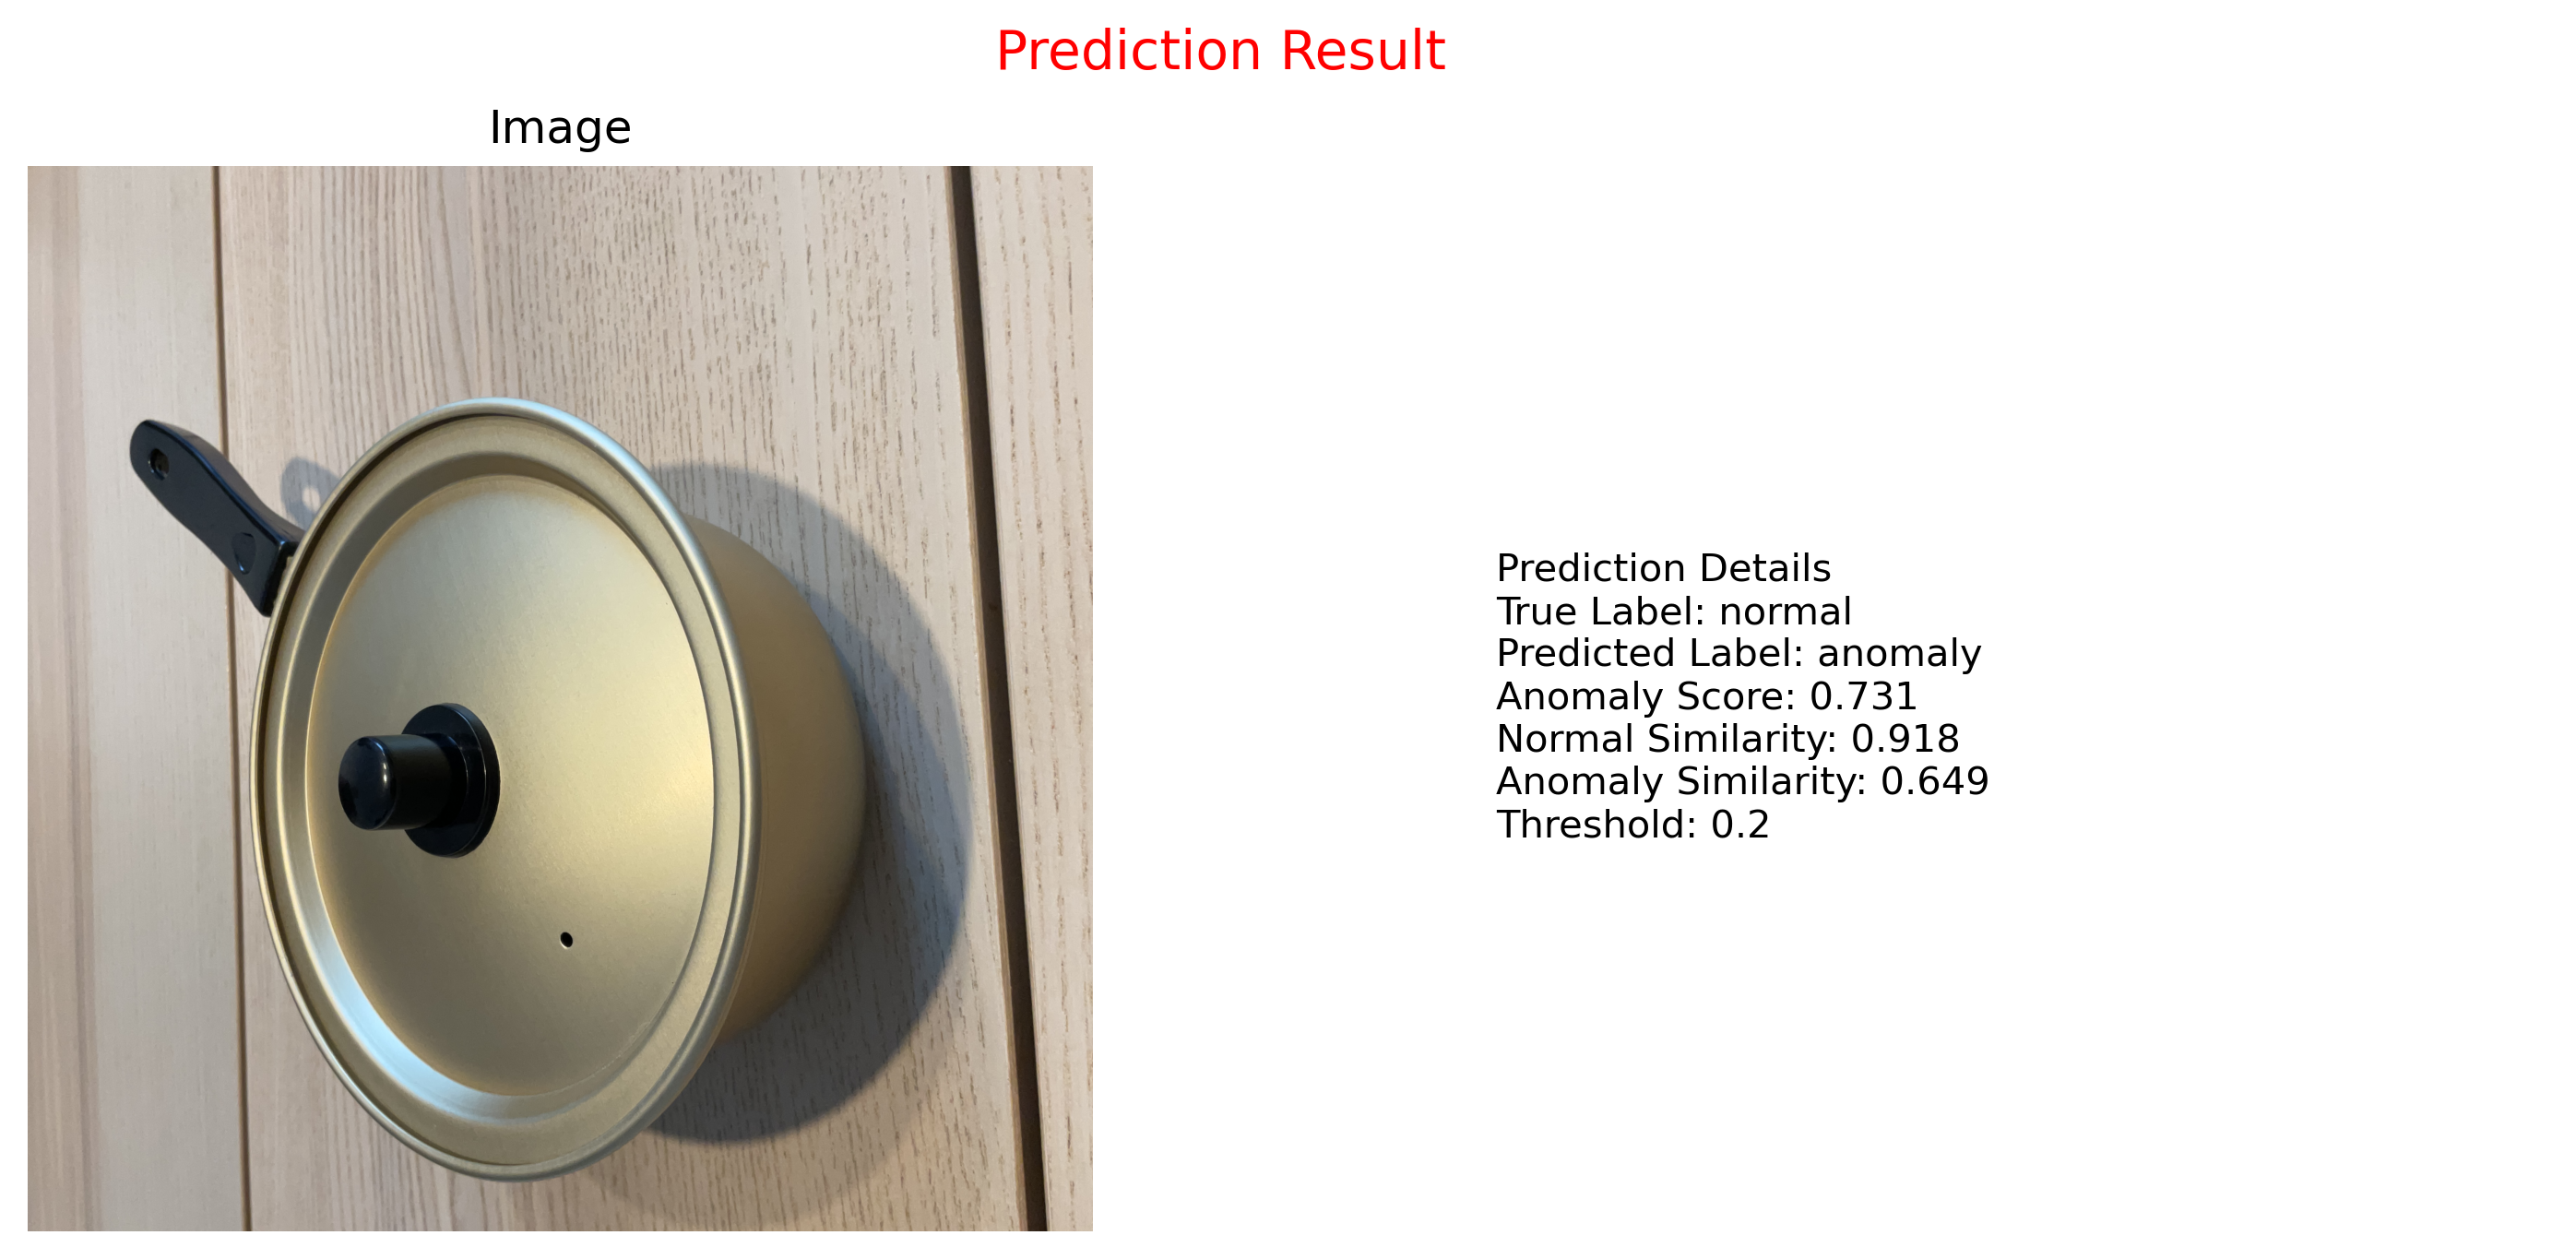 Prediction Result
Image
Prediction Details
True Label: normal
Predicted Label: anomaly
Anomaly Score: 0.731
Normal Similarity: 0.918
Anomaly Similarity: 0.649
Threshold: 0.2